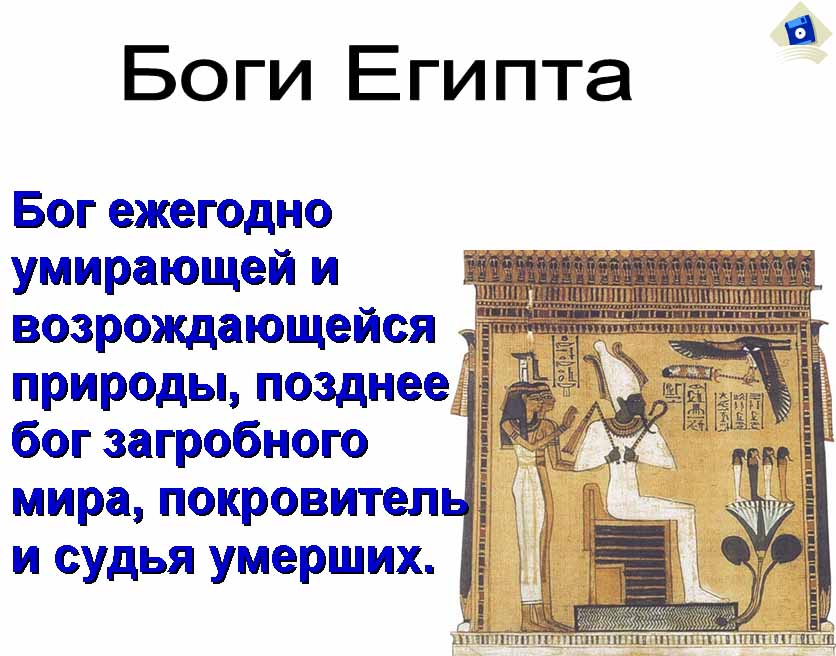 Боги Египта
Бог ежегодно
умирающей и
возрождающейся
природы, позднее
бог загробного
мира, покровитель
и судья умерших.